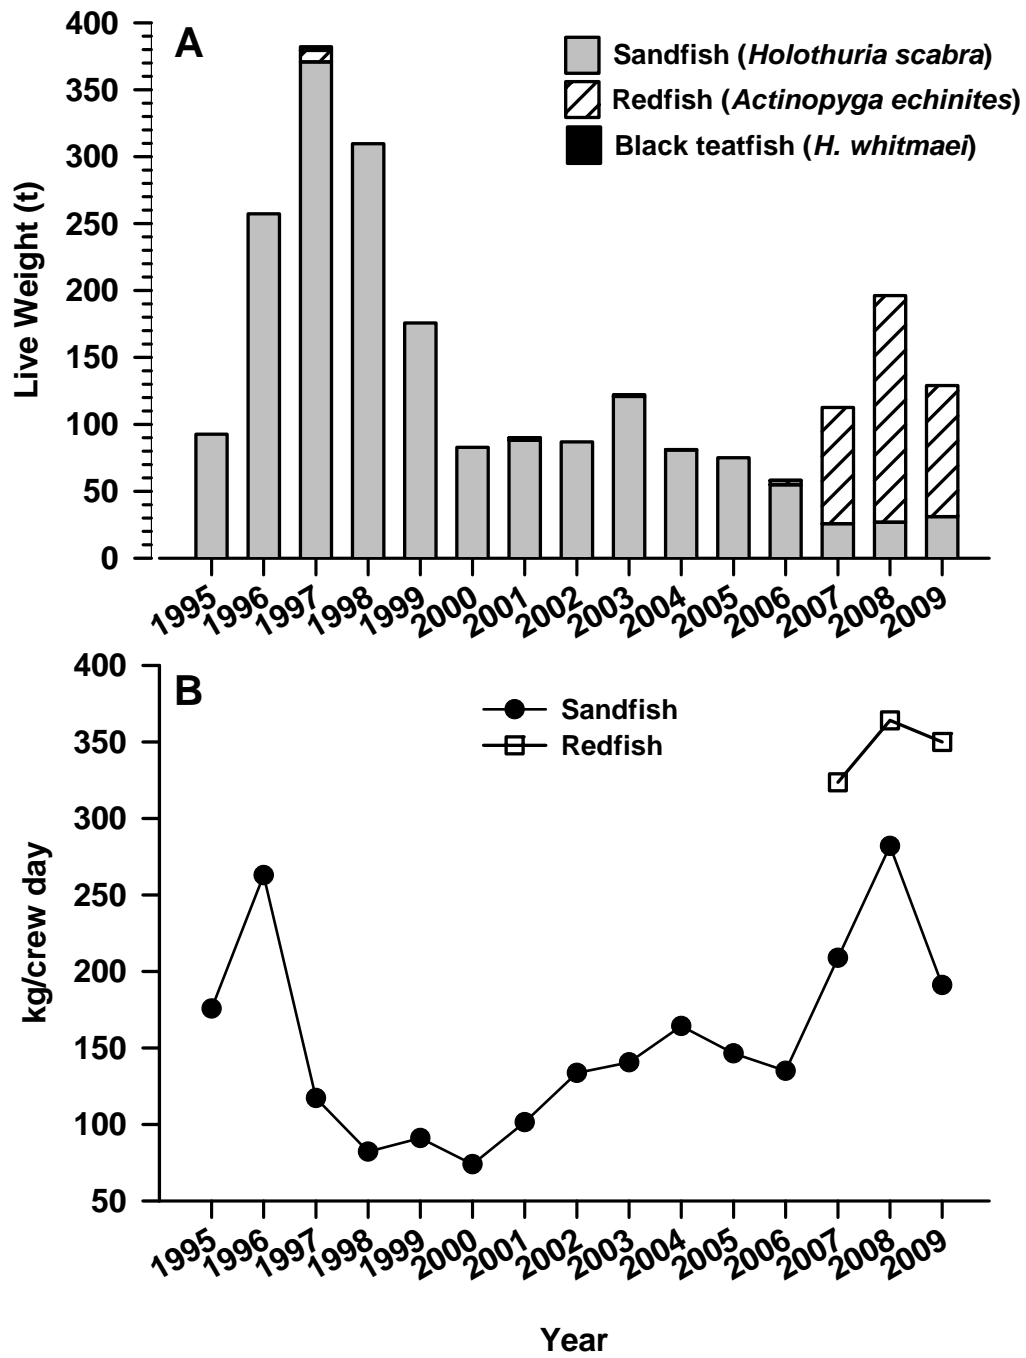 A
Sandfish (Holothuria scabra)
Redfish (Actinopyga echinites)
Black teatfish (H. whitmaei)
Live Weight (t)
400
350
300
250
200
150
100
50
0
1995 1996 1997 1998 1999 2000 2001 2002 2003 2004 2005 2006 2007 2008 2009
B
Sandfish
Redfish
kg/crew day
400
350
300
250
200
150
100
50
1995 1996 1997 1998 1999 2000 2001 2002 2003 2004 2005 2006 2007 2008 2009
Year